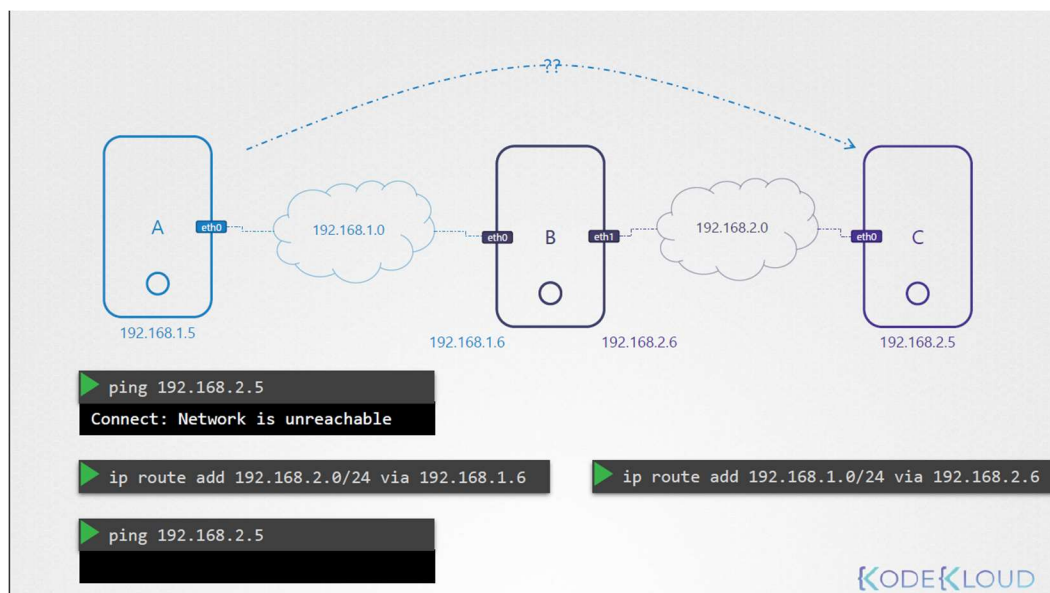 ??
A
eth0
192.168.1.0
eth0
B
eth1
192.168.2.0
eth0
C
192.168.1.5
192.168.1.6
192.168.2.6
192.168.2.5
ping 192.168.2.5
Connect: Network is unreachable
ip route add 192.168.2.0/24 via 192.168.1.6
ip route add 192.168.1.0/24 via 192.168.2.6
ping 192.168.2.5
KODEKLOUD